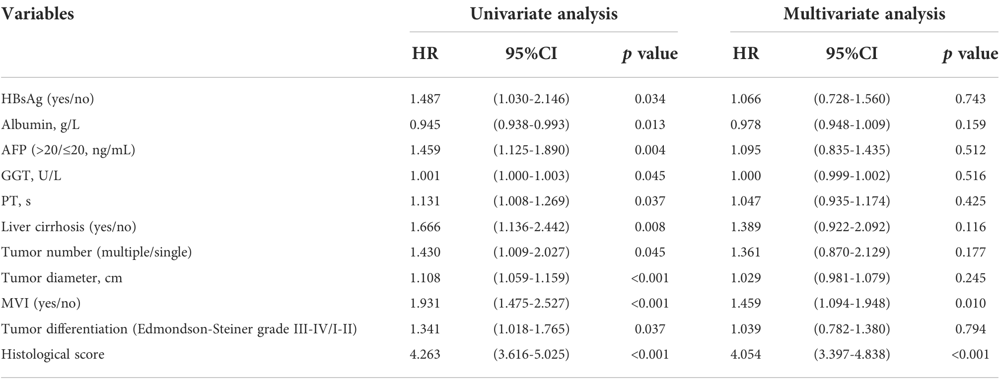 Variables Univariate analysis Multivariate analysis
HR 95%CI p value HR 95%CI p value
HBsAg (yes/no) 1.487 (1.030-2.146) 0.034 1.066 (0.728-1.560) 0.743
Albumin, g/L 0.945 (0.938-0.993) 0.013 0.978 (0.948-1.009) 0.159
AFP (>20/≤20, ng/mL) 1.459 (1.125-1.890) 0.004 1.095 (0.835-1.435) 0.512
GGT, U/L 1.001 (1.000-1.003) 0.045 1.000 (0.999-1.002) 0.516
PT, s 1.131 (1.008-1.269) 0.037 1.047 (0.935-1.174) 0.425
Liver cirrhosis (yes/no) 1.666 (1.136-2.442) 0.008 1.389 (0.922-2.092) 0.116
Tumor number (multiple/single) 1.430 (1.009-2.027) 0.045 1.361 (0.870-2.129) 0.177
Tumor diameter, cm 1.108 (1.059-1.159) <0.001 1.029 (0.981-1.079) 0.245
MVI (yes/no) 1.931 (1.475-2.527) <0.001 1.459 (1.094-1.948) 0.010
Tumor differentiation (Edmondson-Steiner grade III-IV/I-II) 1.341 (1.018-1.765) 0.037 1.039 (0.782-1.380) 0.794
Histological score 4.263 (3.616-5.025) <0.001 4.054 (3.397-4.838) <0.001